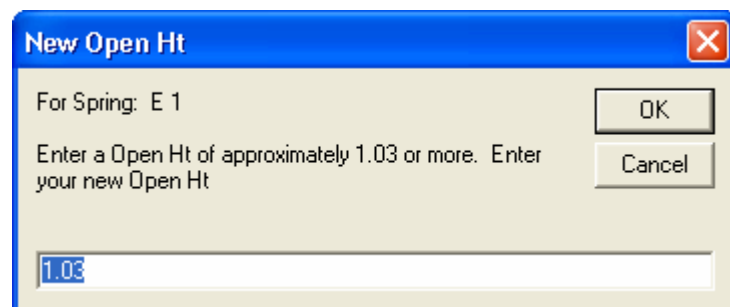 New Open Ht
For Spring: E 1
OK
Enter a Open Ht of approximately 1.03 or more. Enter
your new Open Ht
Cancel
1.03